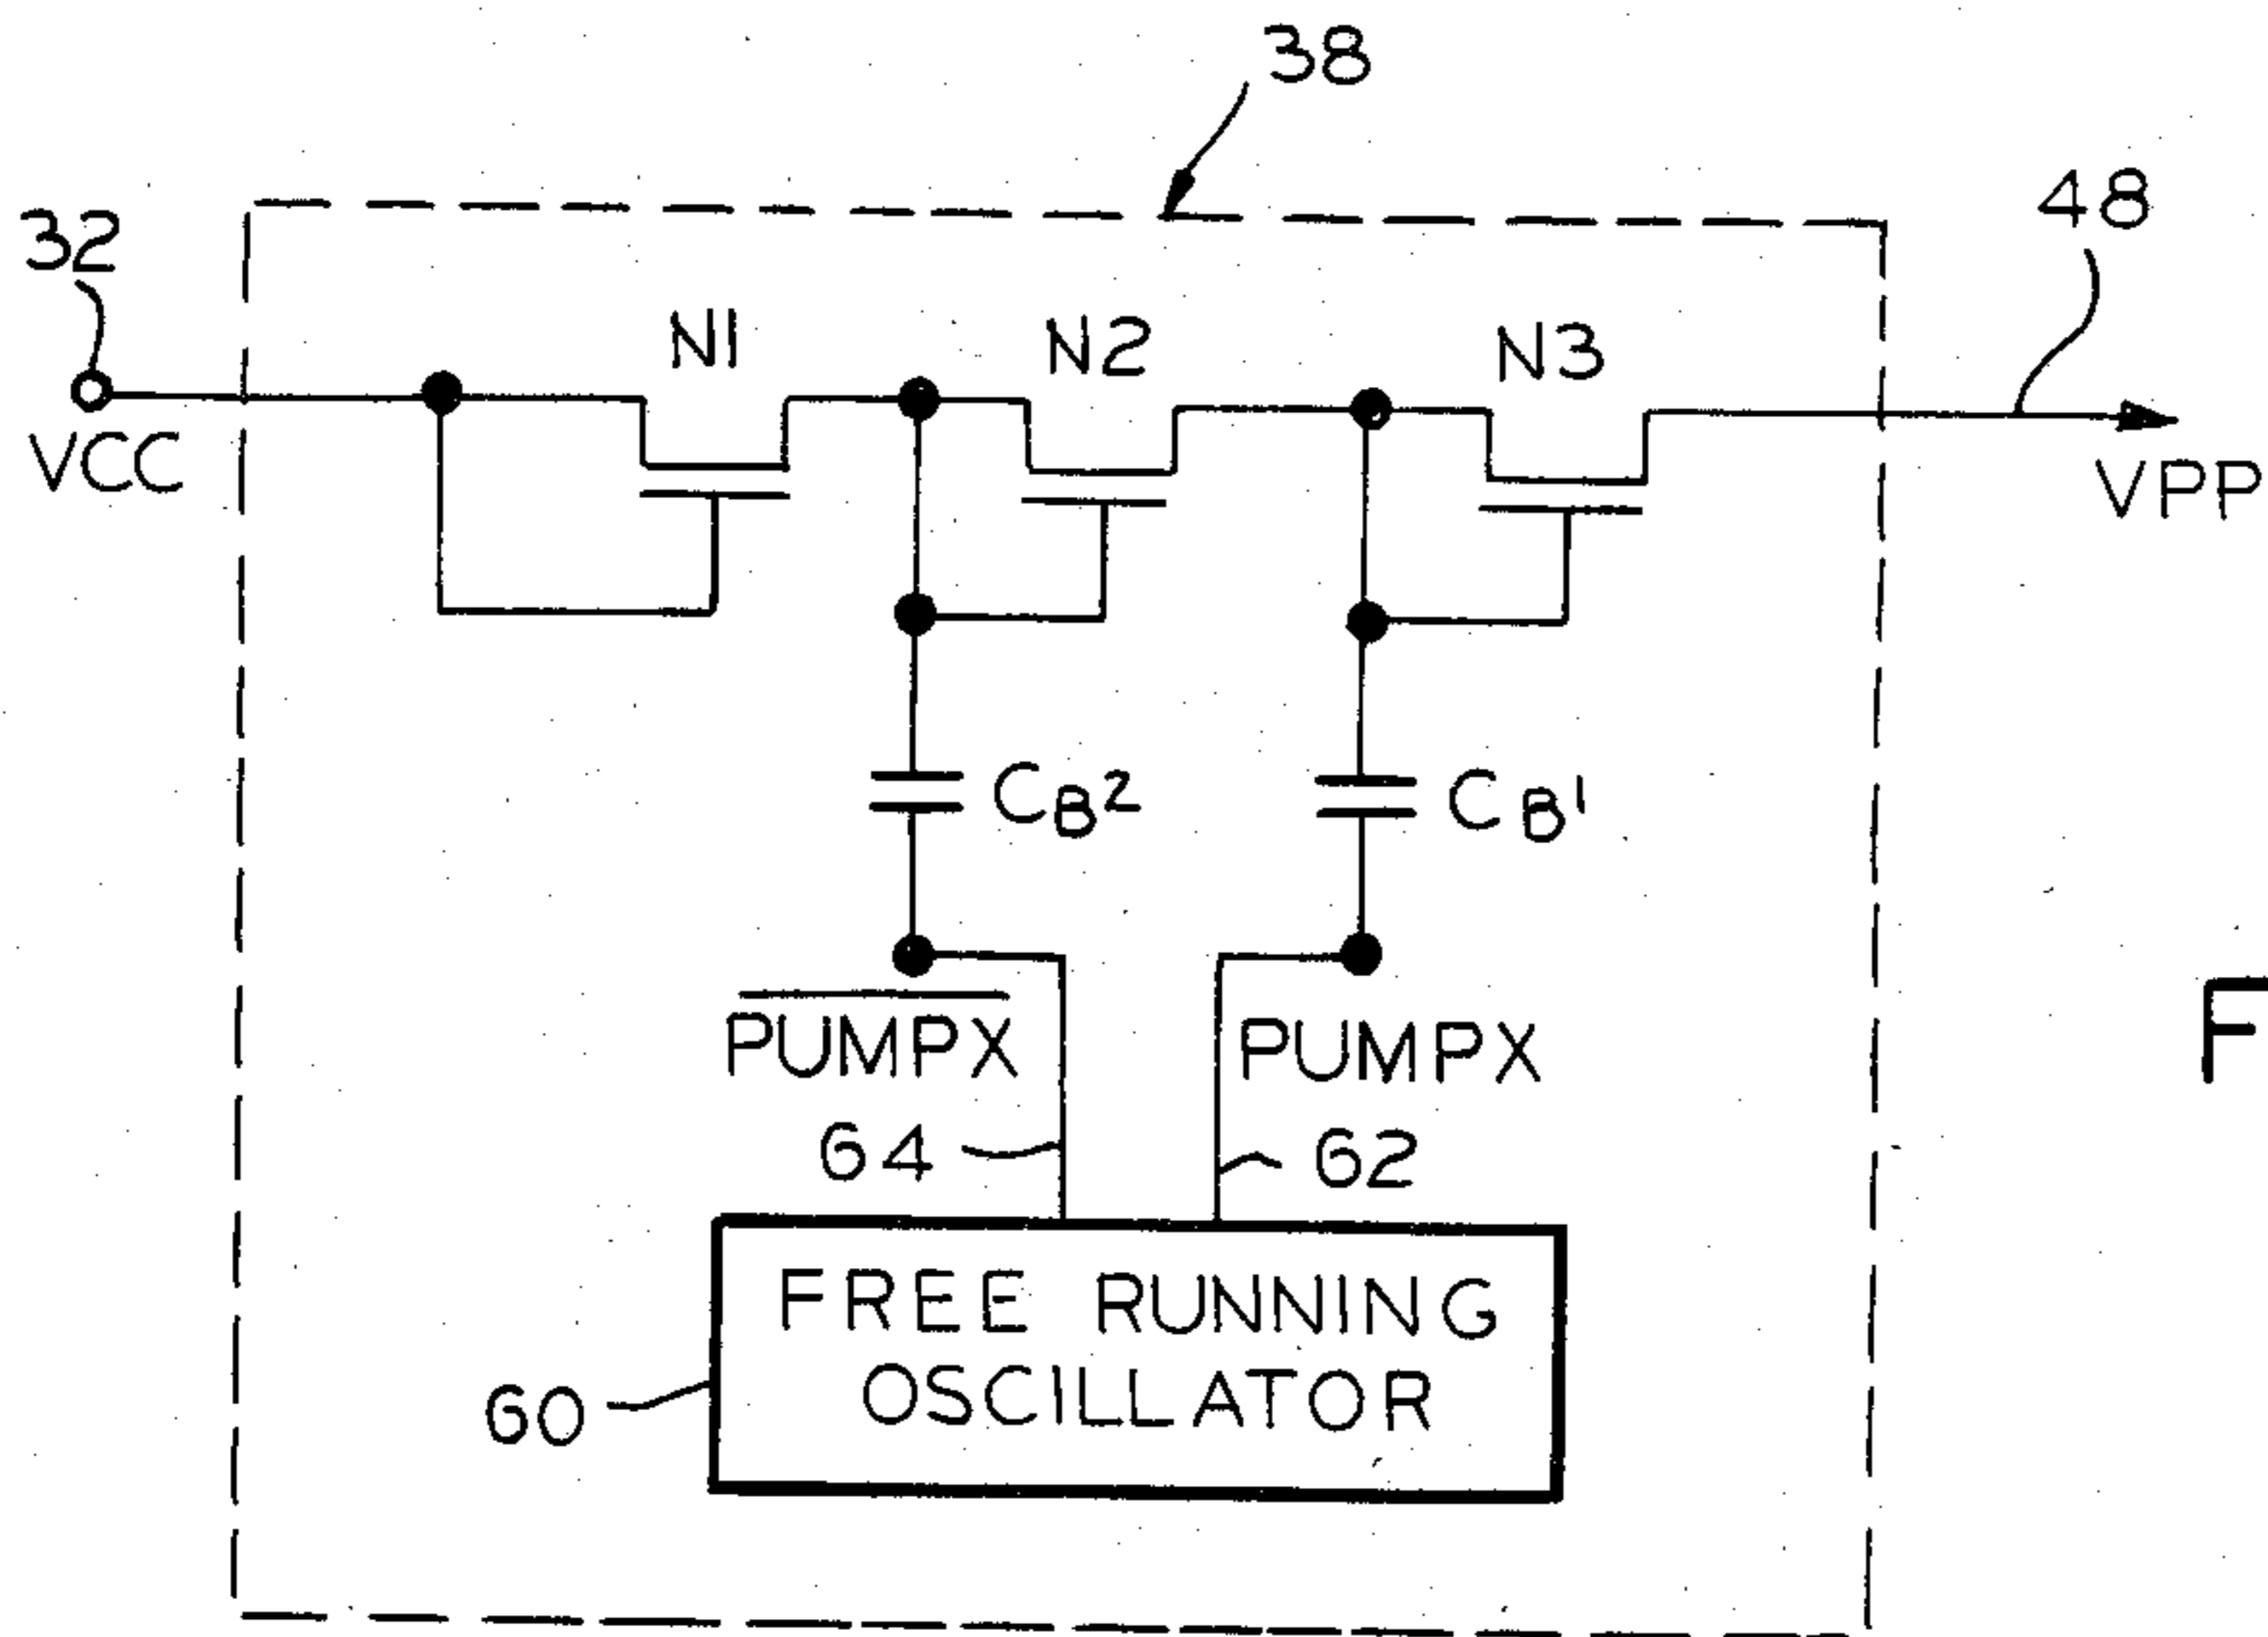 38
32
48
N1
N2
N3
VCC
VPP
CB2
CB1
PUMPX
PUMPX
64
62
F
FREE RUNNING
OSCILLATOR
60